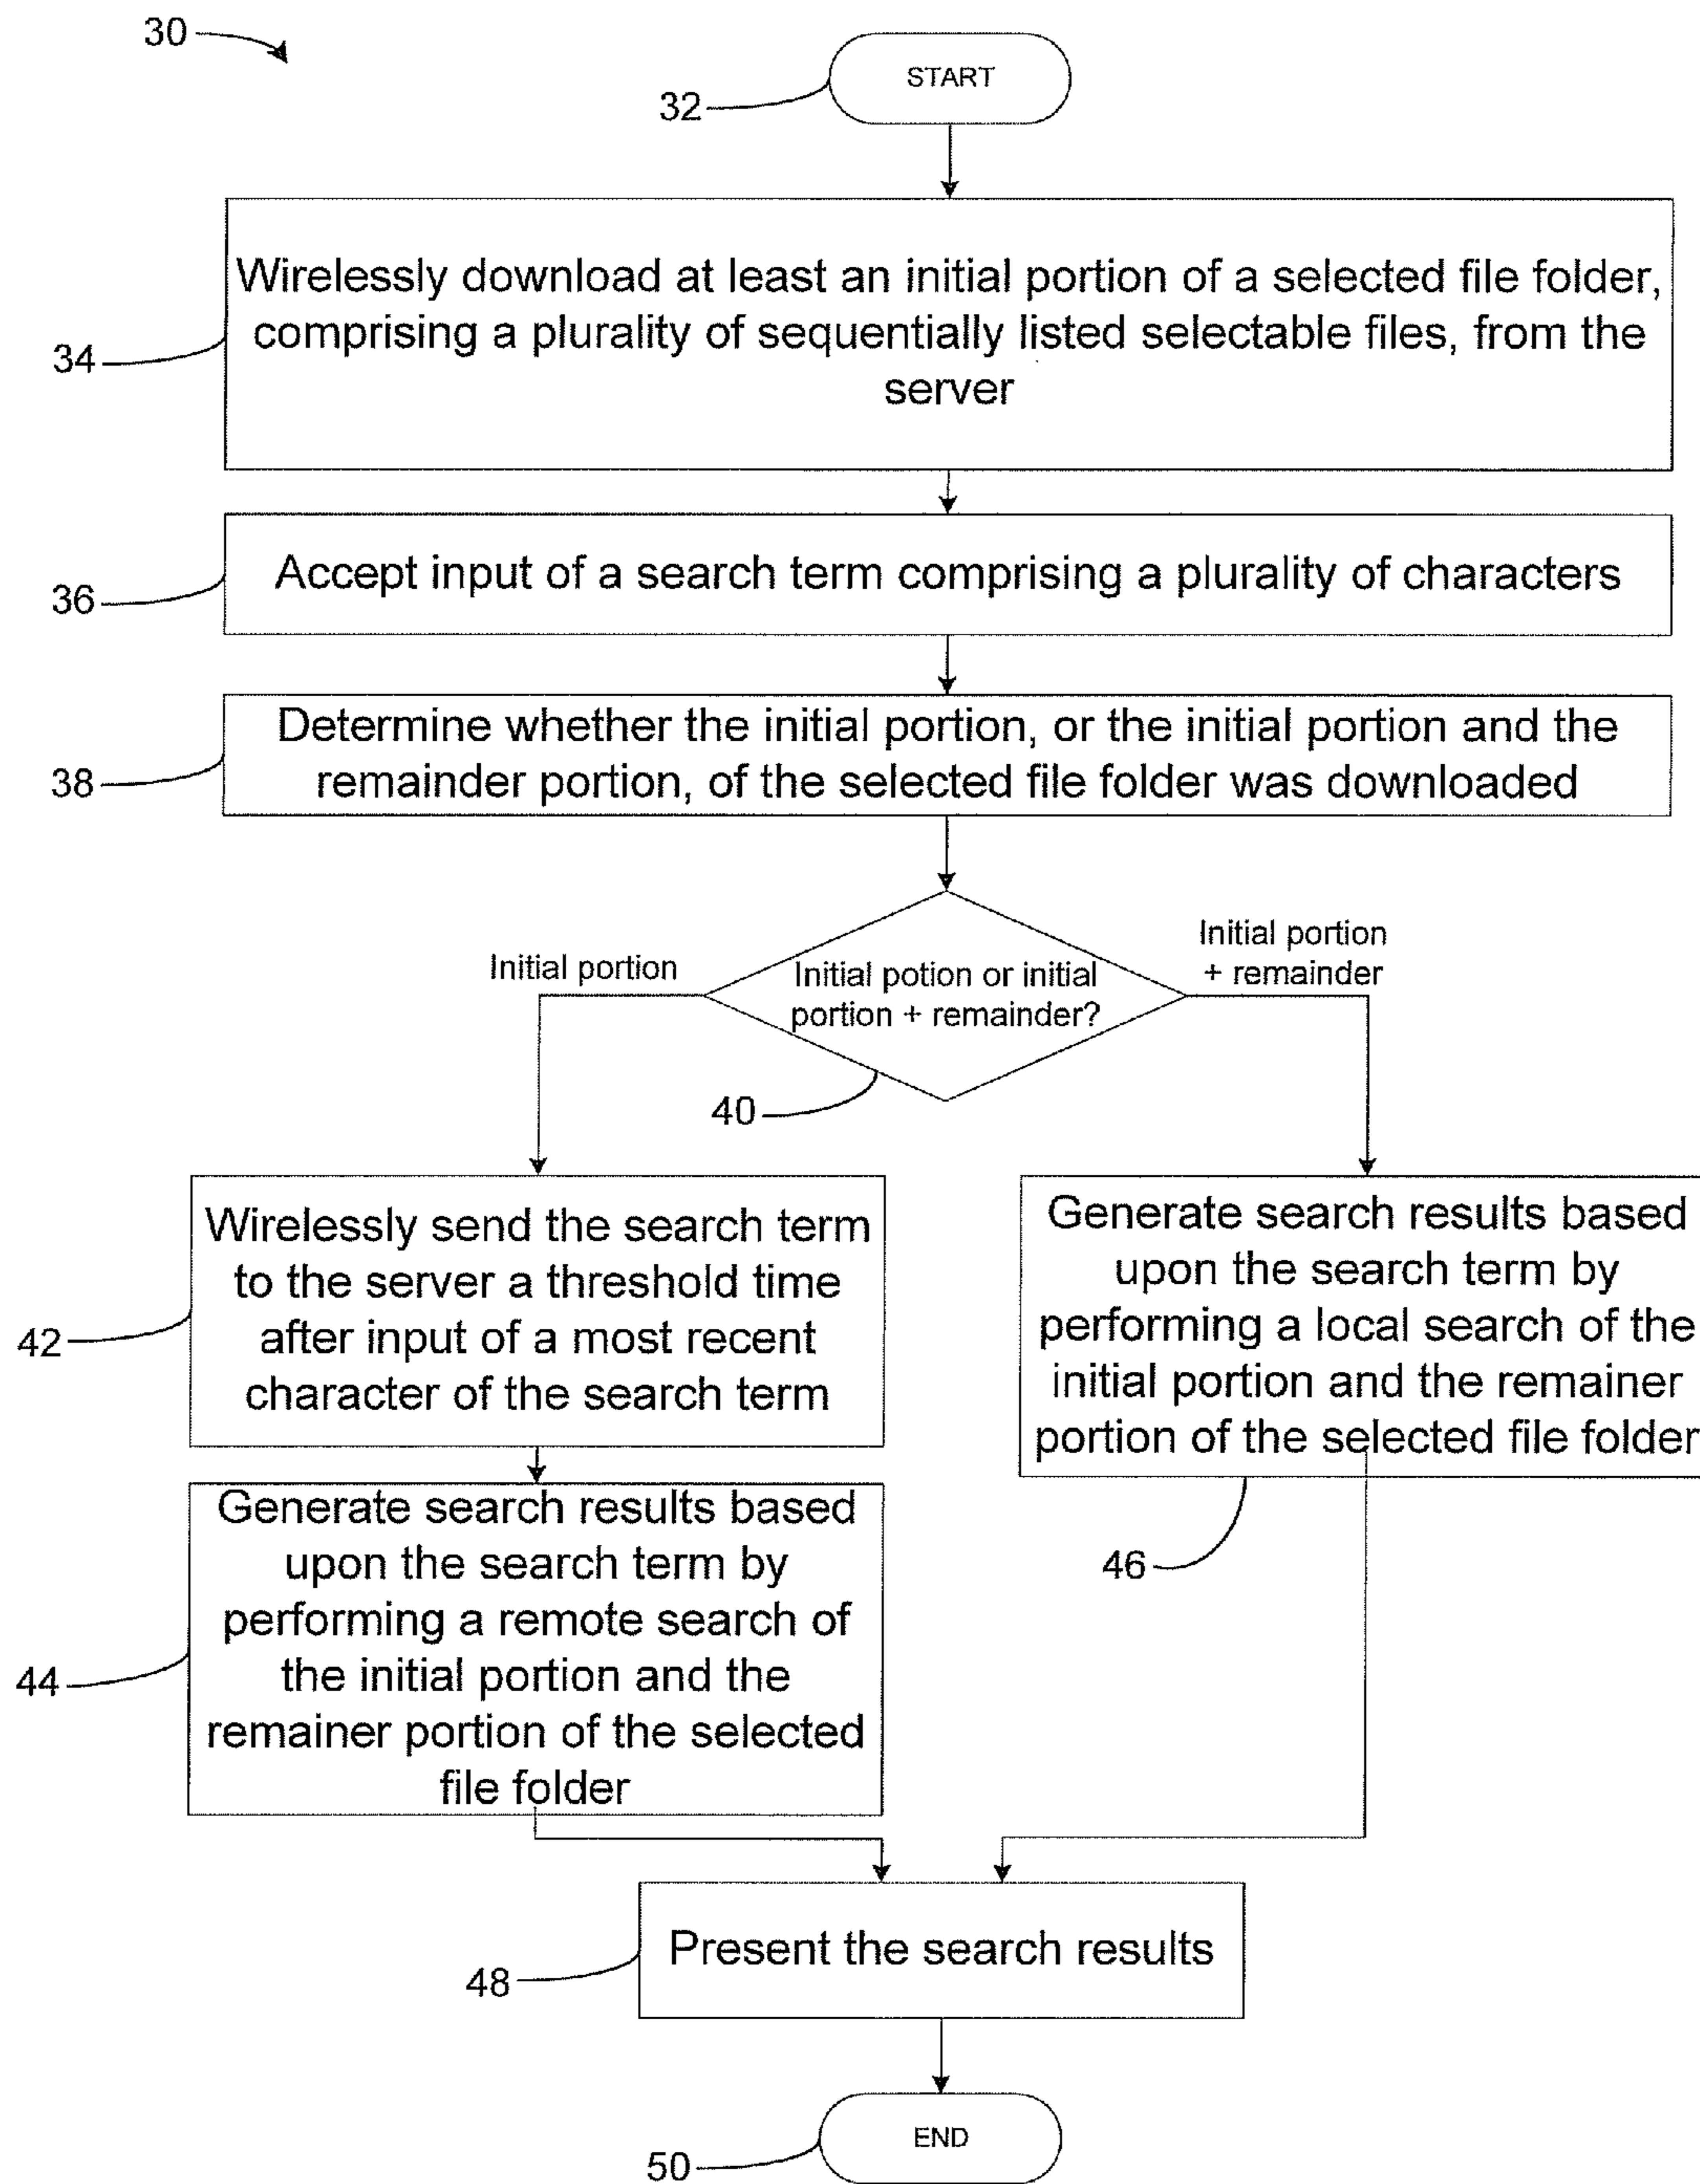 30
START
32
Wirelessly download at least an initial portion of a selected file folder,
comprising a plurality of sequentially listed selectable files, from the
server
34
Accept input of a search term comprising a plurality of characters
36
Determine whether the initial portion, or the initial portion and the
remainder portion, of the selected file folder was downloaded
38
Initial portion
Initial potion or initial
portion + remainder?
Initial portion
+ remainder
40
Wirelessly send the search term
to the server a threshold time
after input of a most recent
character of the search term
42
Generate search results based
upon the search term by
performing a remote search of
the initial portion and the
remainer portion of the selected
file folder
44
Generate search results based
upon the search term by
performing a local search of the
initial portion and the remainer
portion of the selected file folder
46
Present the search results
48
END
50